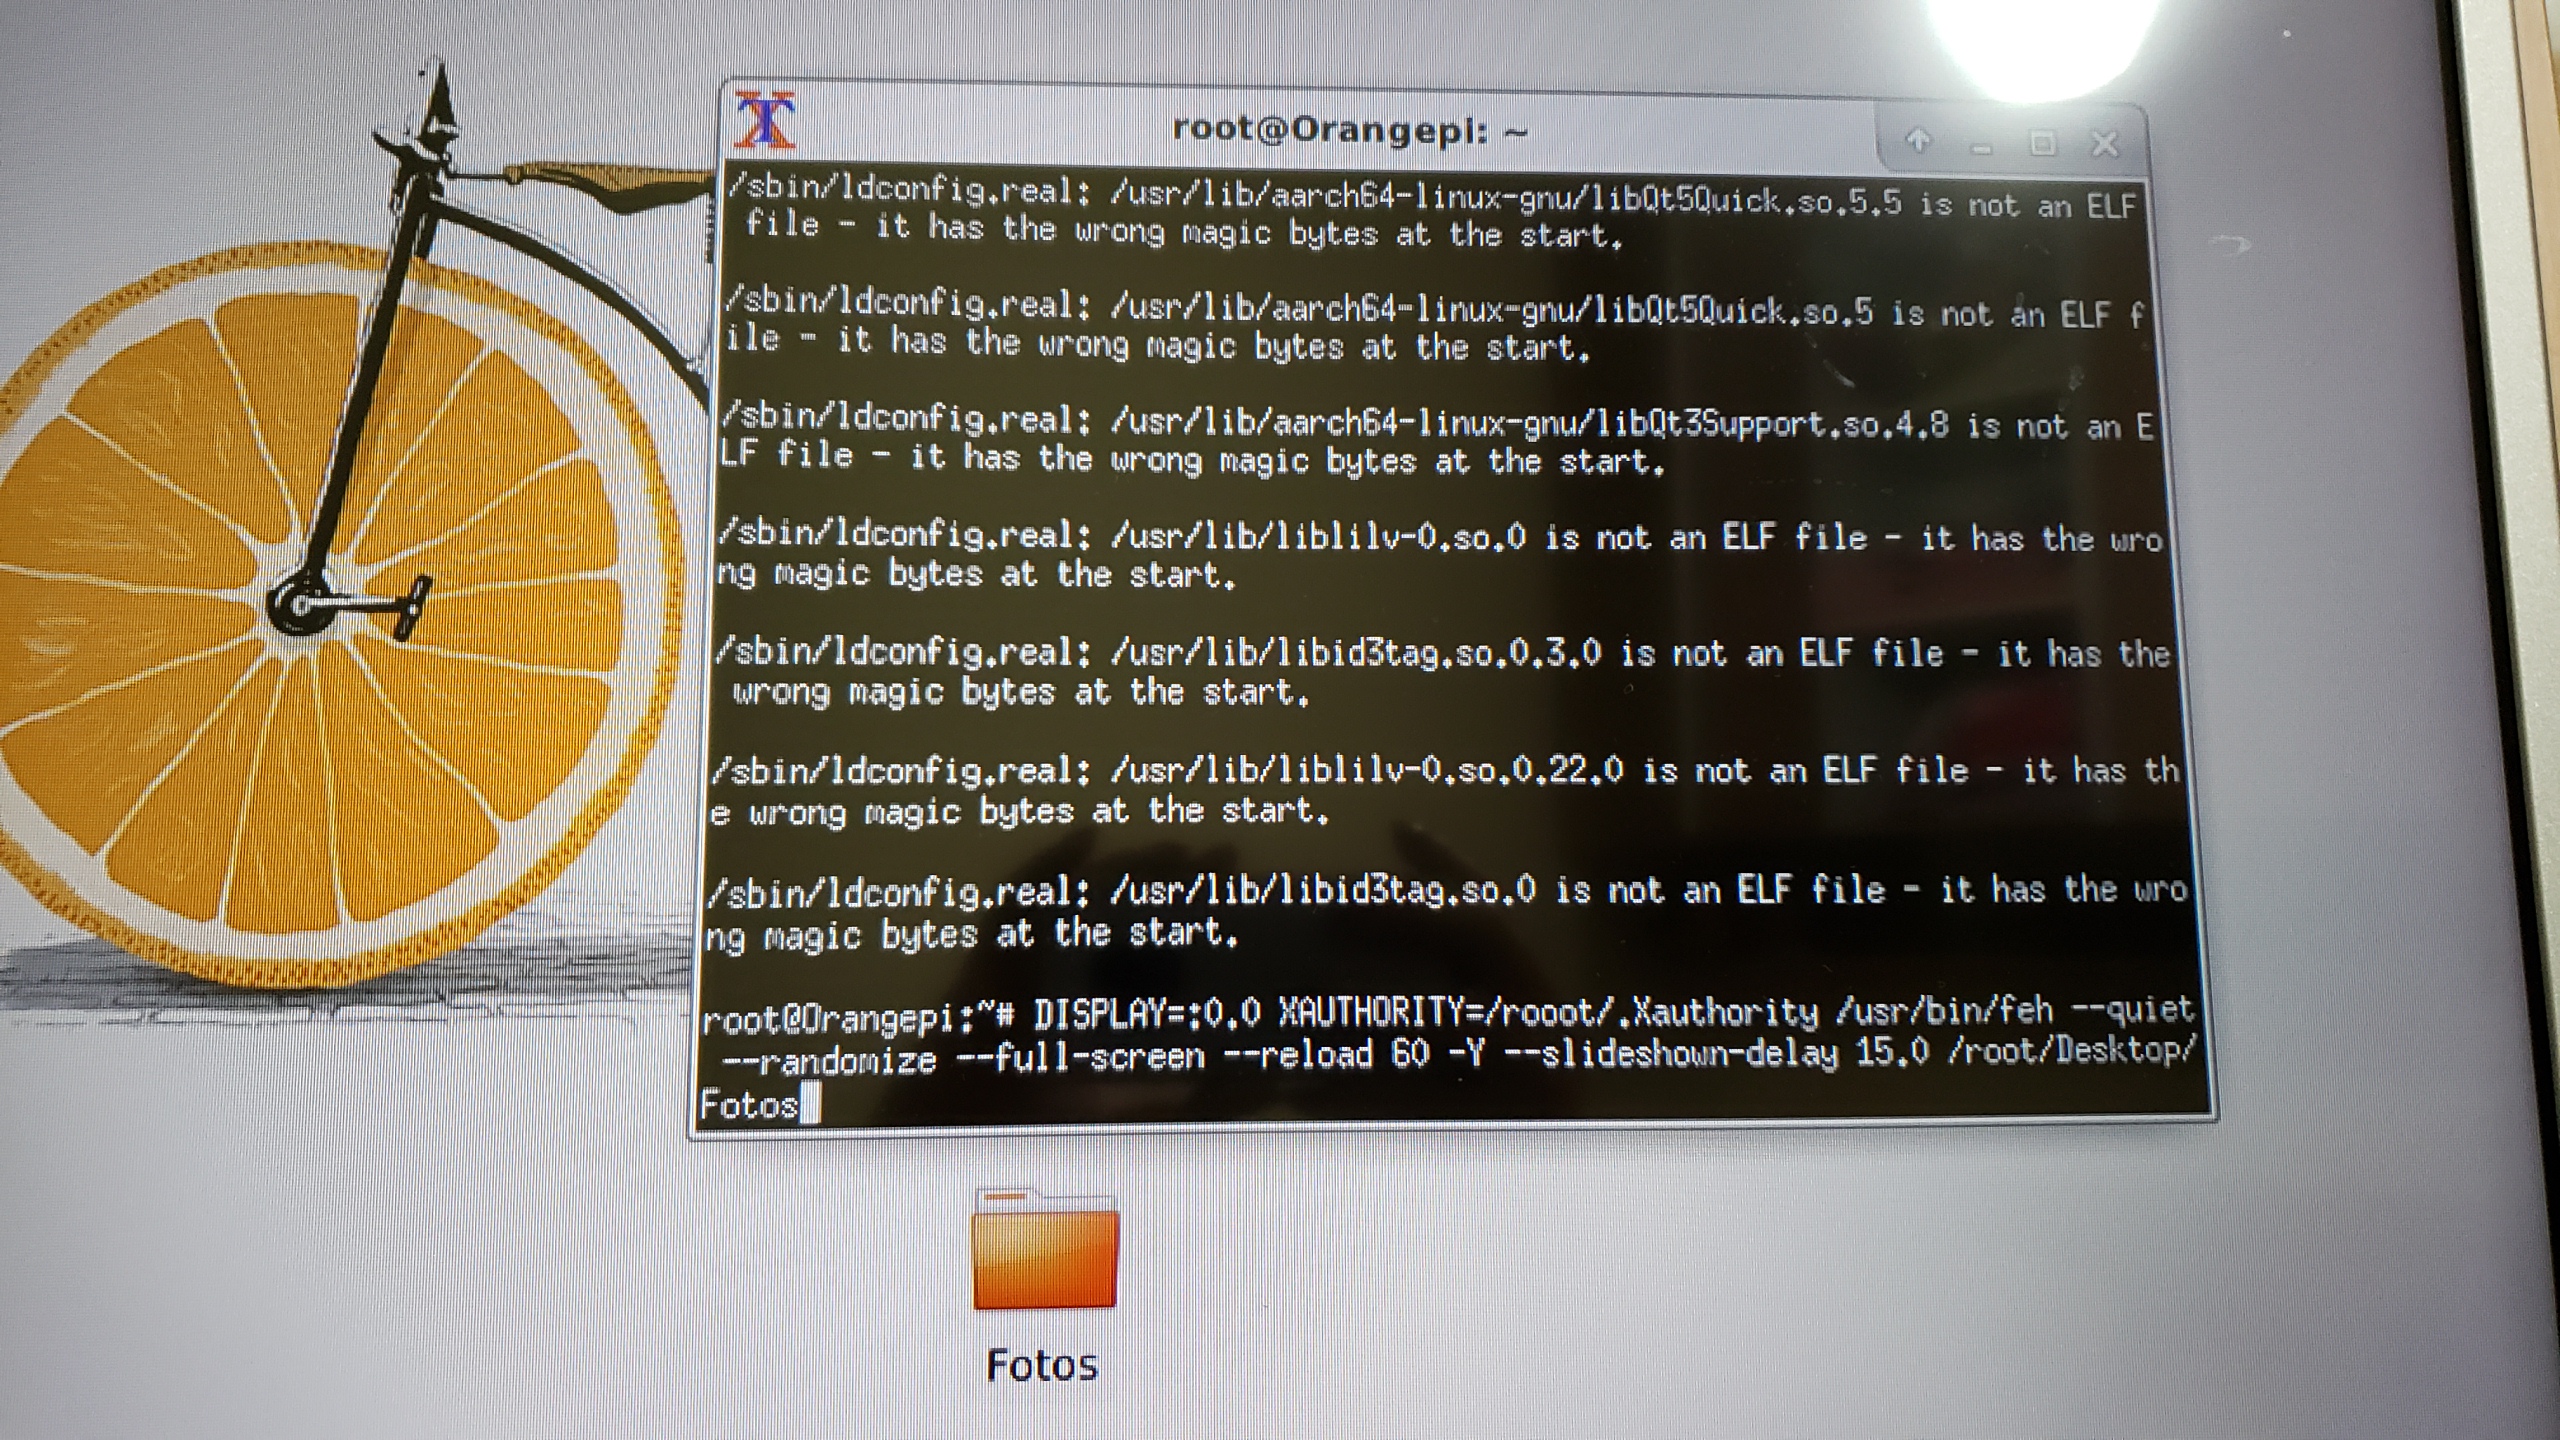 root@Orangepi: ~
/sbin/ldconfig.real: /usr/lib/aarch64-linux-gnu/libQt5Quick.so.5.5 is not an ELF
 file - it has the wrong magic bytes at the start.
/sbin/ldconfig.real: /usr/lib/aarch64-linux-gnu/libQt5Quick.so.5 is not an ELF f
ile - it has the wrong magic bytes at the start.
/sbin/ldconfig.real: /usr/lib/aarch64-linux-gnu/libQt3Support.so.4.8 is not an E
LF file - it has the wrong magic bytes at the start.
/sbin/ldconfig.real: /usr/lib/liblilv-0.so.0 is not an ELF file - it has the wro
ng magic bytes at the start.
/sbin/ldconfig.real: /usr/lib/libid3tag.so.0.3.0 is not an ELF file - it has the
 wrong magic bytes at the start.
/sbin/ldconfig.real: /usr/lib/liblilv-0.so.0.22.0 is not an ELF file - it has th
e wrong magic bytes at the start.
/sbin/ldconfig.real: /usr/lib/libid3tag.so.0 is not an ELF file - it has the wro
ng magic bytes at the start.
root@Orangepi:~# DISPLAY=:0.0 XAUTHORITY=/rooot/.Xauthority /usr/bin/feh --quiet
 --randomize --full-screen --reload 60 -Y --slideshown-delay 15.0 /root/Desktop/
Fotos
Fotos